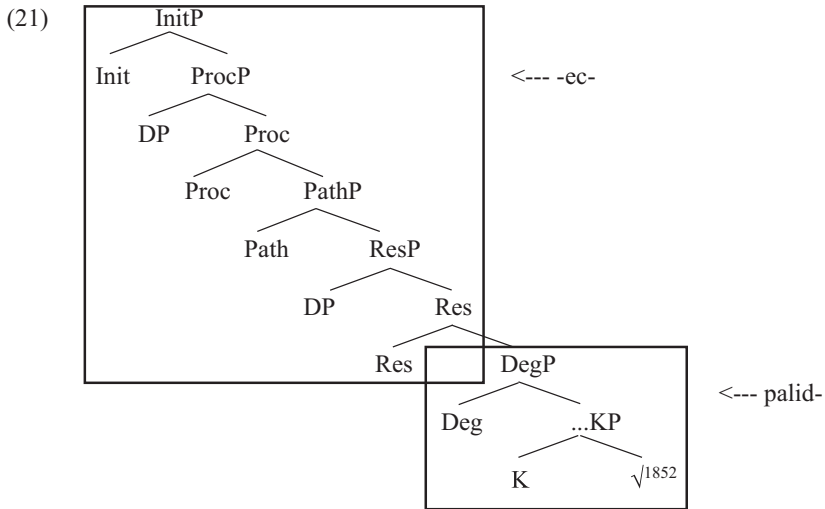 (21) InitP
Init ProcP <--- -ec-
DP Proc
Proc PathP
Path ResP
DP Res
Res DegP
<--- palid-
Deg ...KP
K √1852